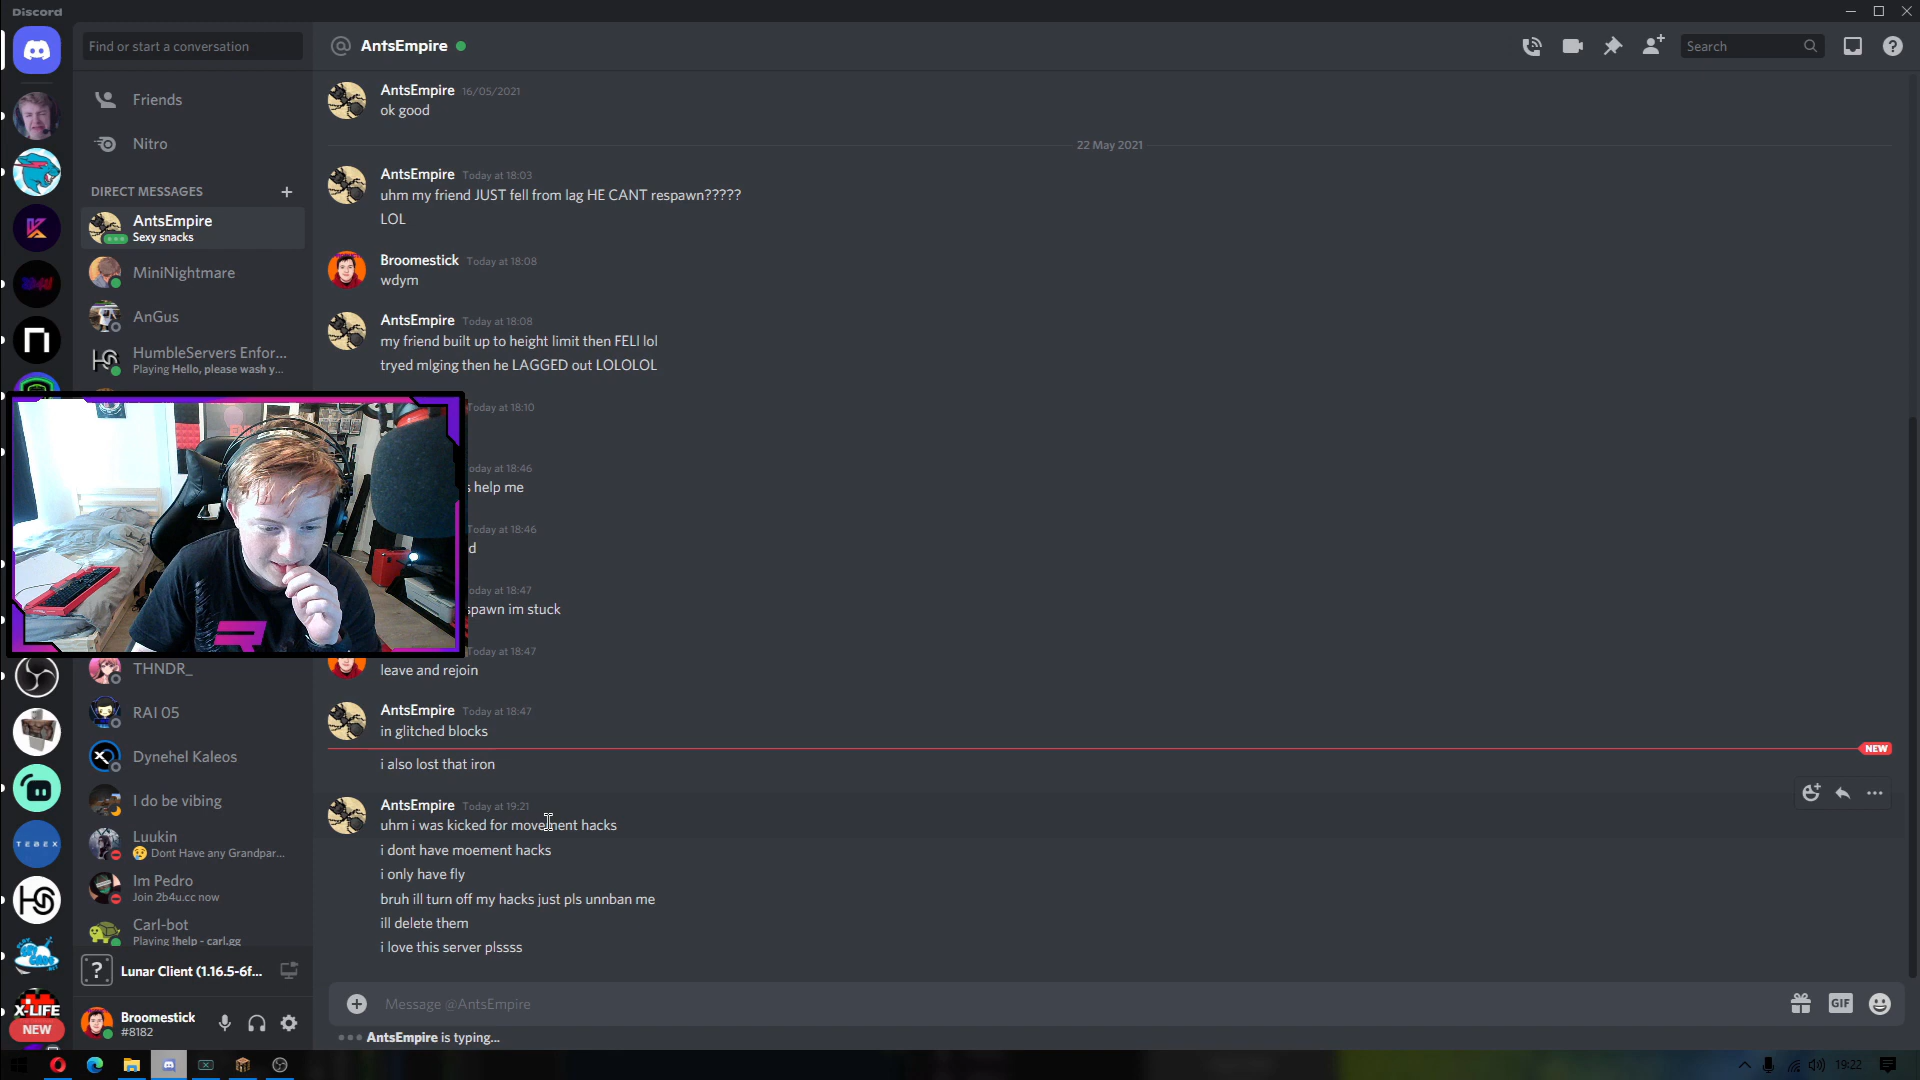 Discord
Find or start a conversation
Friends
Nitro
DIRECT MESSAGES
AntsEmpire
Sexy snacks
MiniNightmare
AnGus
HumbleServers Enfor...
Playing Hello, please wash y...
THNDR_
RAI 05
Dynehel Kaleos
I do be vibing
Luukin
😢 Dont Have any Grandpar...
Im Pedro
Join 2b4u.cc now
Carl-bot
Playing !help - carl.gg
Lunar Client (1.16.5-6f...
Broomestick
#8182
TEBEX
X-LIFE
NEW
@ AntsEmpire
Search
AntsEmpire 16/05/2021
ok good
22 May 2021
AntsEmpire Today at 18:03
uhm my friend JUST fell from lag HE CANT respawn?????
LOL
Broomestick Today at 18:08
wdym
AntsEmpire Today at 18:08
my friend built up to height limit then FELl lol
tryed mlging then he LAGGED out LOLOLOL
Today at 18:10
oday at 18:46
s help me
Today at 18:46
d
oday at 18:47
spawn im stuck
Today at 18:47
leave and rejoin
AntsEmpire Today at 18:47
in glitched blocks
NEW
i also lost that iron
AntsEmpire Today at 19:21
uhm i was kicked for movement hacks
i dont have moement hacks
i only have fly
bruh ill turn off my hacks just pls unnban me
ill delete them
i love this server plssss
Message @AntsEmpire
GIF
AntsEmpire is typing...
19:22